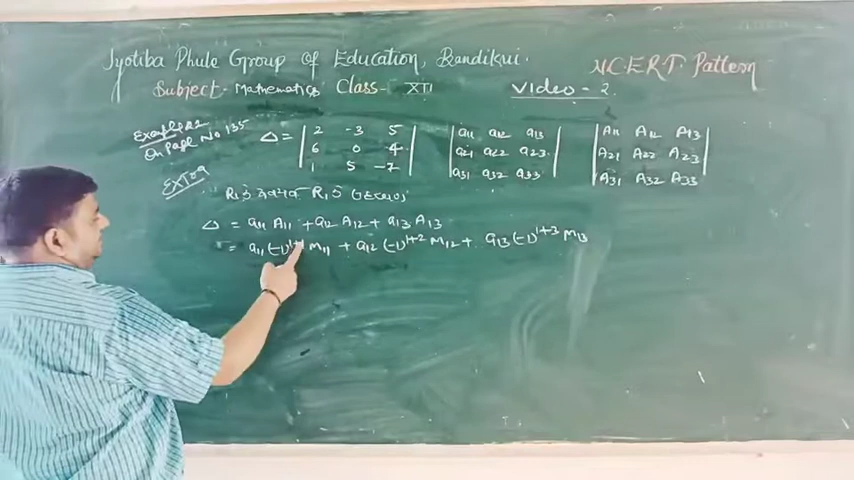 Jyotiba Phule Group of Education, Bandikui.
N C E R T Pattern
Subject - Mathematics Class - XII
Video - 2
On Page No 135
Δ = | 2 -3 5 | | a11 a12 a13 | | A11 A12 A13 |
| 6 0 4 | | a21 a22 a23 | | A21 A22 A23 |
| 1 5 -7 | | a31 a32 a33 | | A31 A32 A33 |
Δ = a11 A11 + a12 A12 + a13 A13
= a11 (-1)^1+1 M11 + a12 (-1)^1+2 M12 + a13 (-1)^1+3 M13